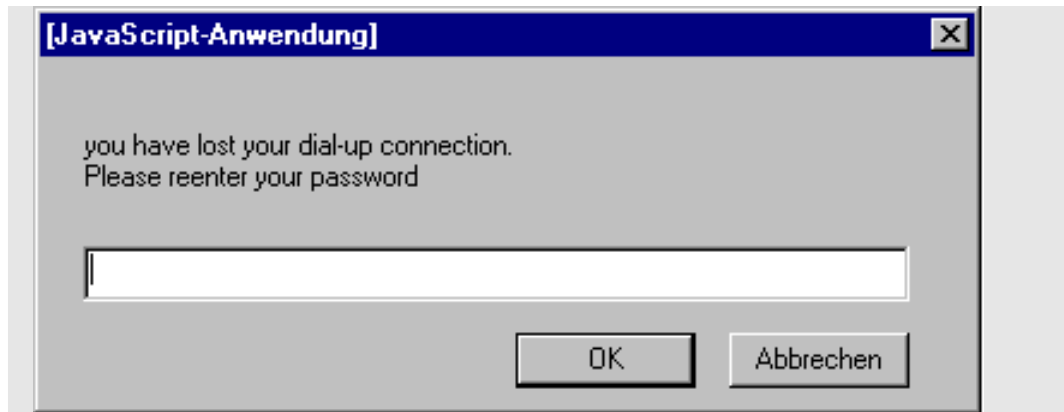 [JavaScript-Anwendung]
you have lost your dial-up connection.
Please reenter your password
OK
Abbrechen